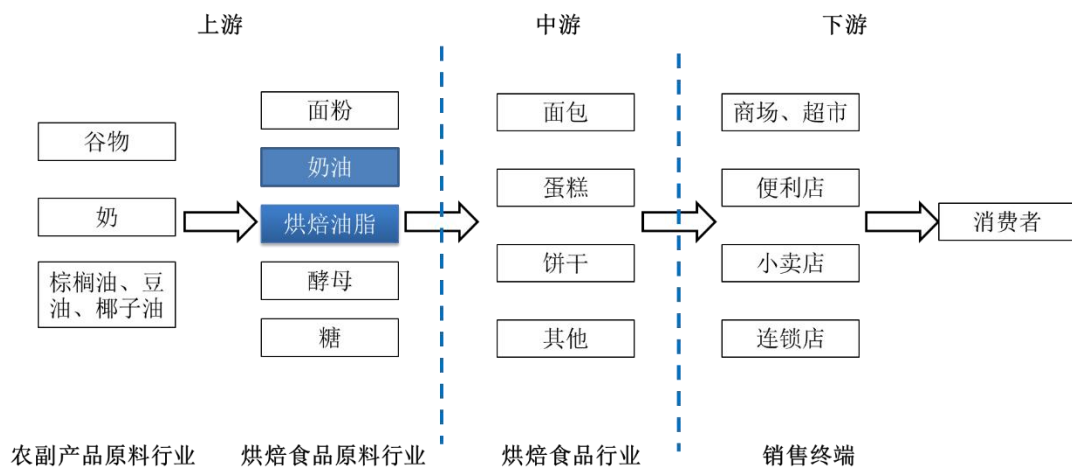 上游
中游
下游
谷物
奶
棕榈油、豆
油、椰子油
面粉
奶油
烘焙油脂
酵母
糖
面包
蛋糕
饼干
其他
商场、超市
便利店
小卖店
连锁店
消费者
农副产品原料行业
烘焙食品原料行业
烘焙食品行业
销售终端